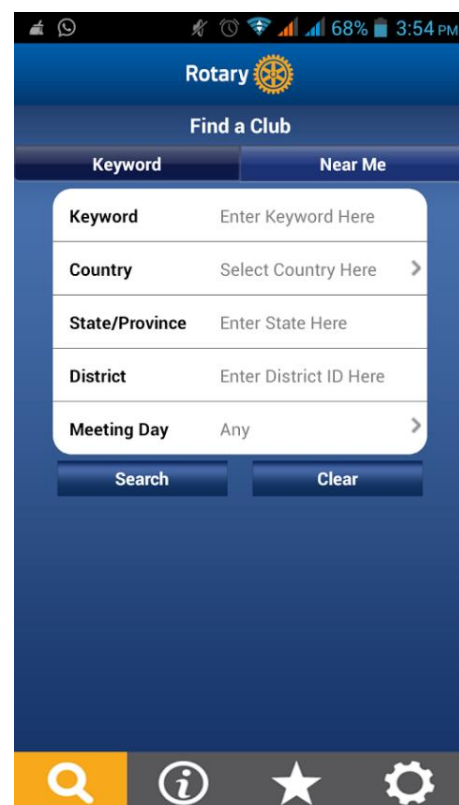 68% 3:54 PM
Rotary
Find a Club
Keyword Near Me
Keyword Enter Keyword Here
Country Select Country Here
State/Province Enter State Here
District Enter District ID Here
Meeting Day Any
Search Clear